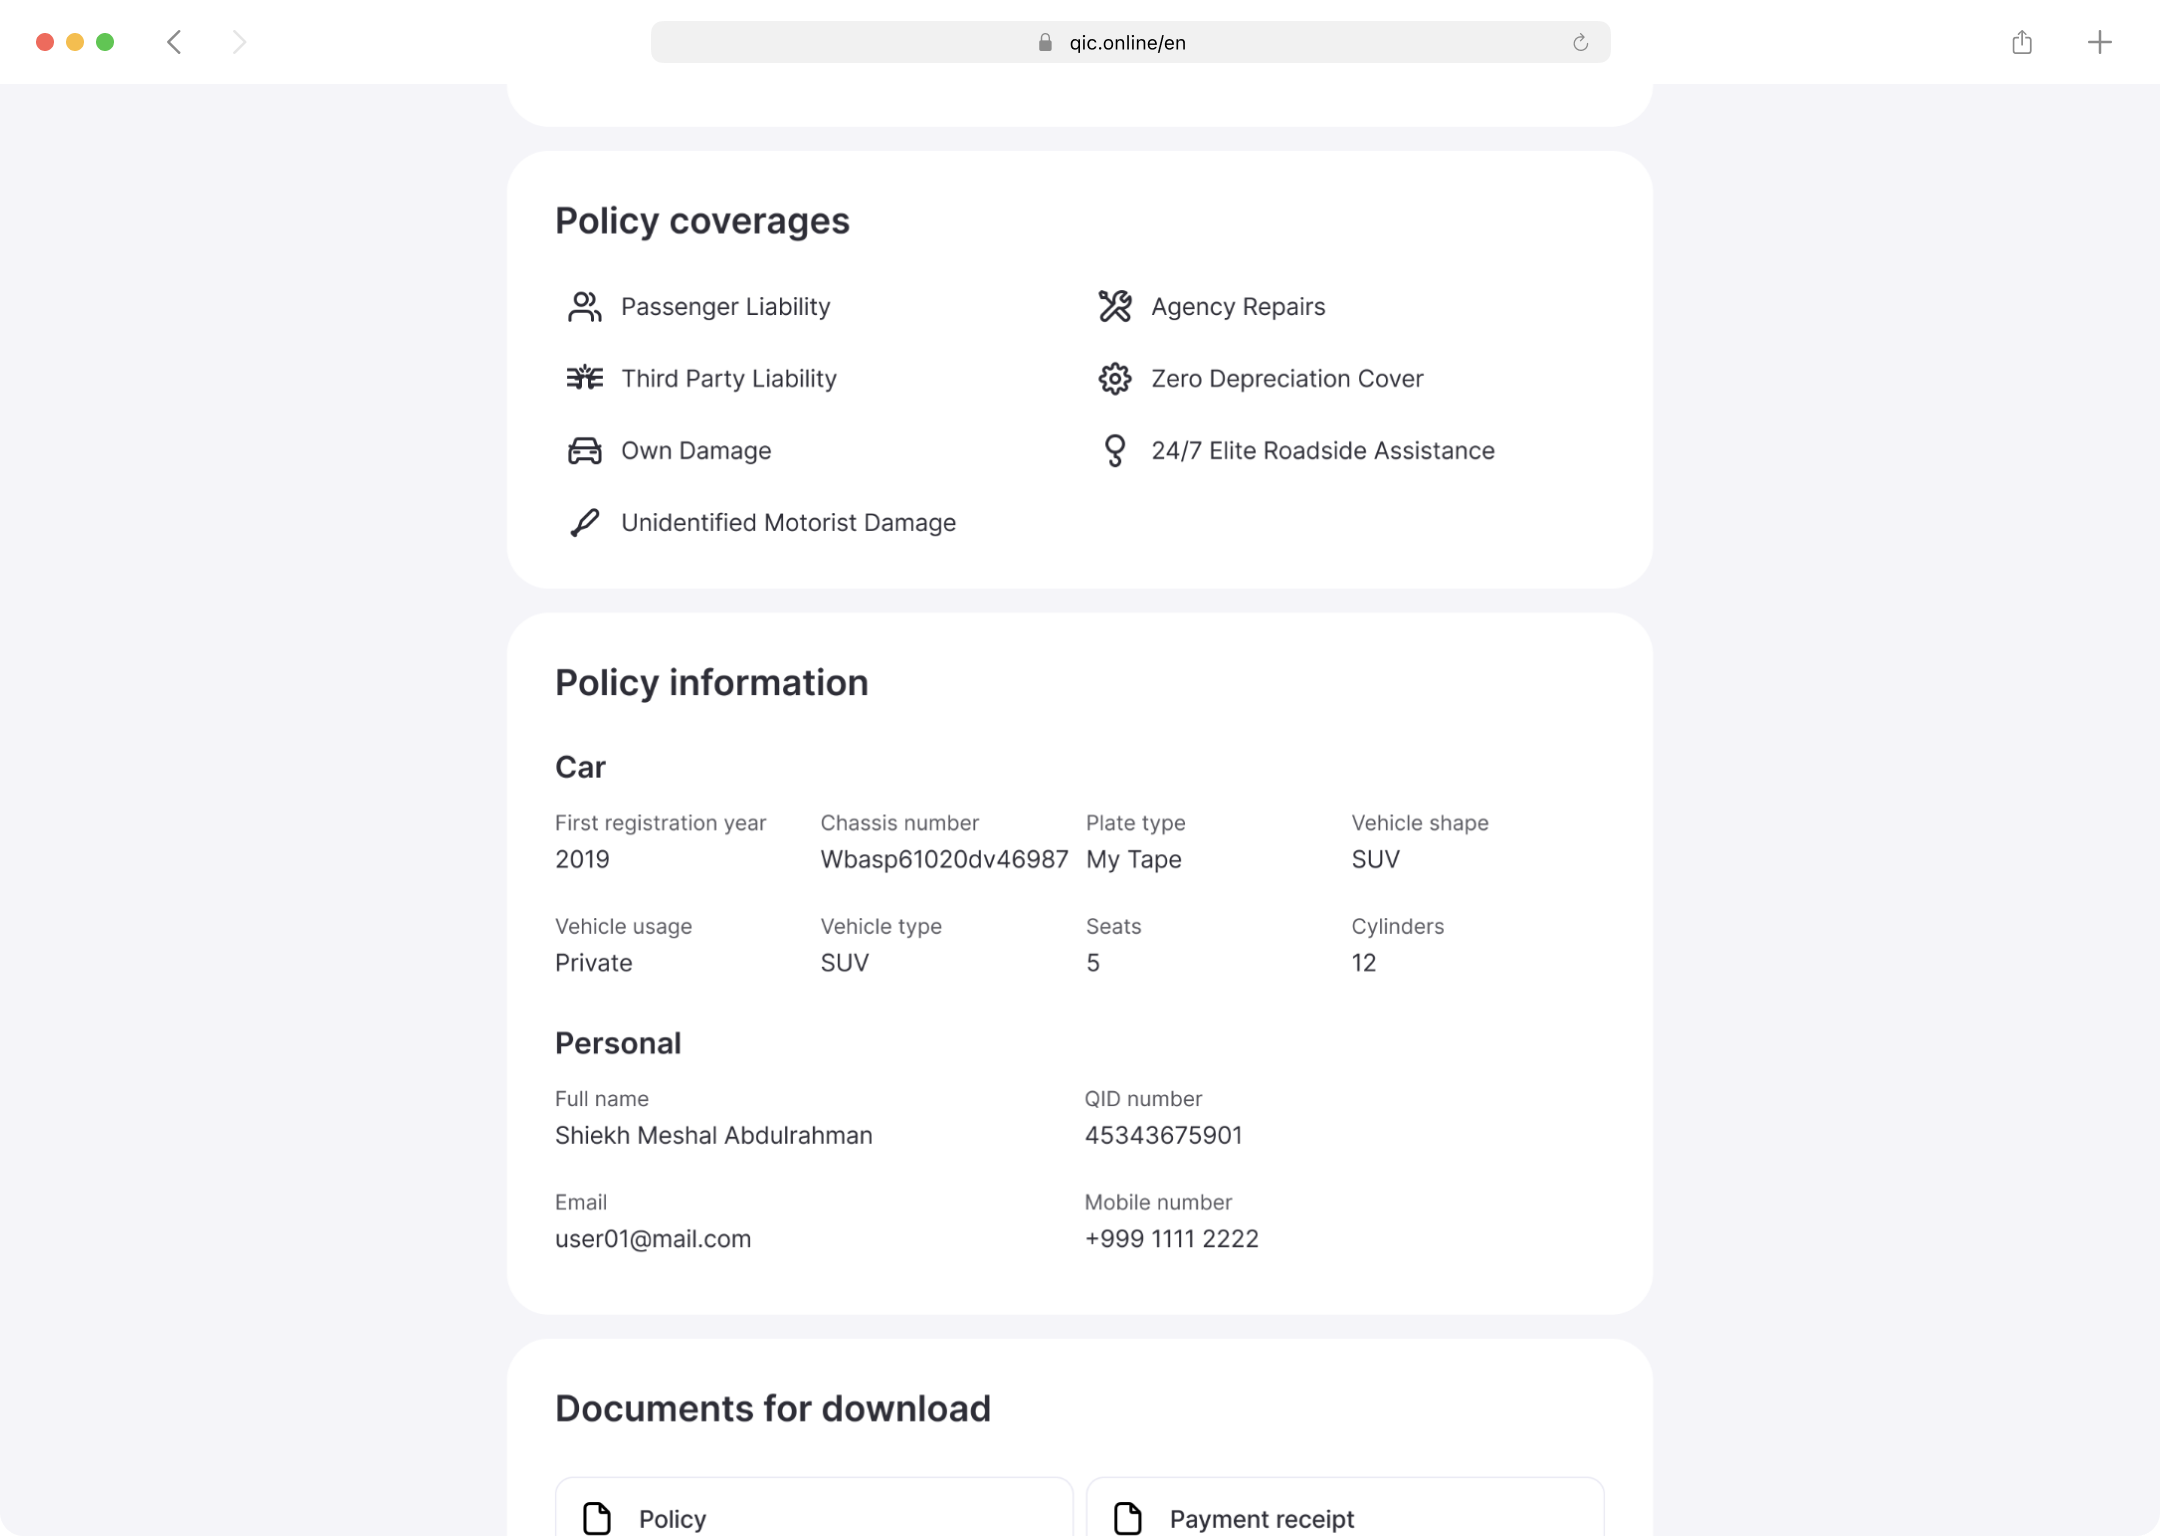 qic.online/en
Policy coverages
Passenger Liability
Agency Repairs
Third Party Liability
Zero Depreciation Cover
Own Damage
24/7 Elite Roadside Assistance
Unidentified Motorist Damage
Policy information
Car
First registration year
Chassis number
Plate type
Vehicle shape
2019
Wbasp61020dv46987
My Tape
SUV
Vehicle usage
Vehicle type
Seats
Cylinders
Private
SUV
5
12
Personal
Full name
QID number
Shiekh Meshal Abdulrahman
45343675901
Email
Mobile number
user01@mail.com
+999 1111 2222
Documents for download
Policy
Payment receipt